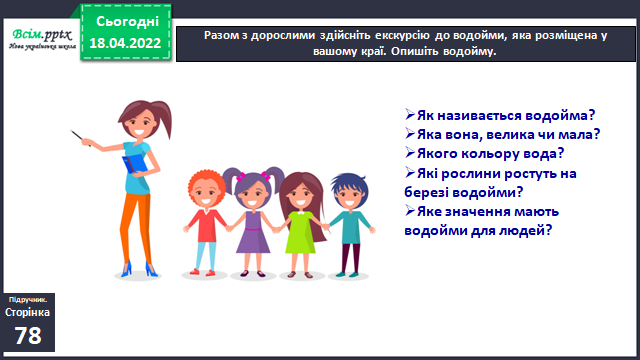 Всім.pptx
Нова українська школа
Сьогодні
18.04.2022
Разом з дорослими здійсніть екскурсію до водойми, яка розміщена у
вашому краї. Опишіть водойму.
➢Як називається водойма?
➢Яка вона, велика чи мала?
➢Якого кольору вода?
➢Які рослини ростуть на
березі водойми?
➢Яке значення мають
водойми для людей?
Підручник.
Сторінка
78